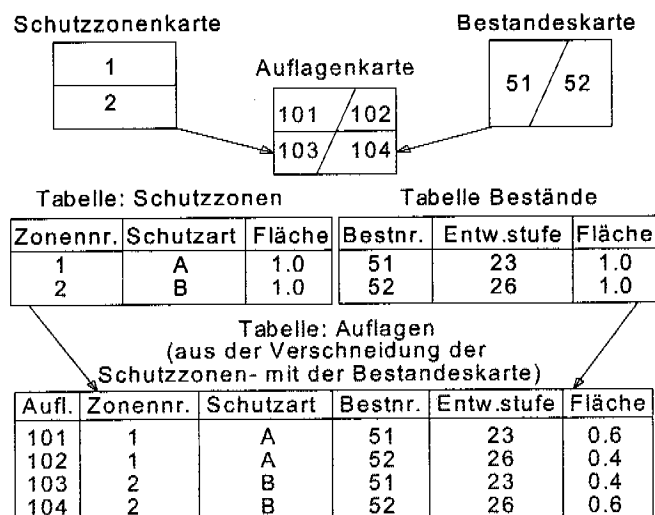 Schutzzonenkarte
1
2
Auflagenkarte
101 102
103 104
Bestandeskarte
51 52
Tabelle: Schutzzonen
Zonennr. Schutzart Fläche
1 A 1.0
2 B 1.0
Tabelle Bestände
Bestnr. Entw.stufe Fläche
51 23 1.0
52 26 1.0
Tabelle: Auflagen
(aus der Verschneidung der
Schutzzonen- mit der Bestandeskarte)
Aufl. Zonennr. Schutzart Bestnr. Entw.stufe Fläche
101 1 A 51 23 0.6
102 1 A 52 26 0.4
103 2 B 51 23 0.4
104 2 B 52 26 0.6